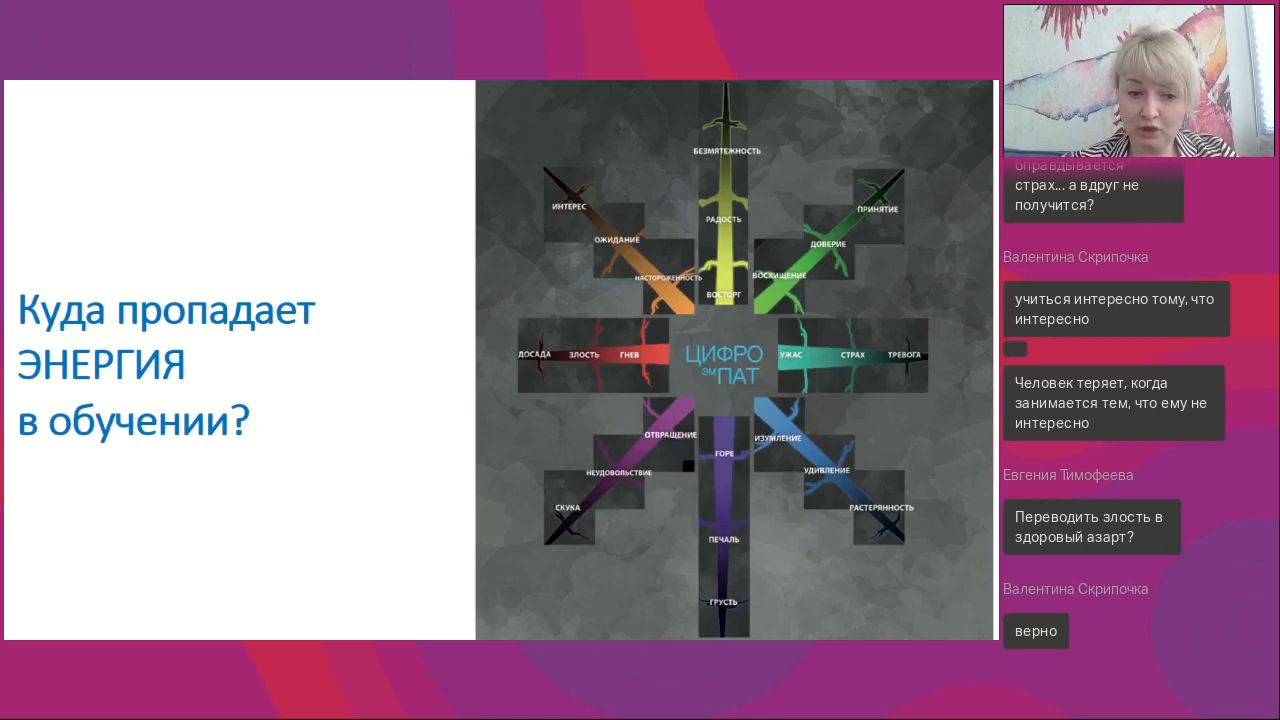 Куда пропадает
ЭНЕРГИЯ
в обучении?
БЕЗМЯТЕЖНОСТЬ
ИНТЕРЕС
ПРИНЯТИЕ
РАДОСТЬ
ОЖИДАНИЕ
ДОВЕРИЕ
НАСТОРОЖЕННОСТЬ
ВОСХИЩЕНИЕ
ВОСТОРГ
ДОСАДА
ЗЛОСТЬ
ГНЕВ
ЦИФРО
ЭМПАТ
УЖАС
СТРАХ
ТРЕВОГА
ОТВРАЩЕНИЕ
ИЗУМЛЕНИЕ
ГОРЕ
НЕУДОВОЛЬСТВИЕ
УДИВЛЕНИЕ
СКУКА
РАСТЕРЯННОСТЬ
ПЕЧАЛЬ
ГРУСТЬ
оправдывается
страх... а вдруг не
получится?
Валентина Скрипочка
учиться интересно тому, что
интересно
Человек теряет, когда
занимается тем, что ему не
интересно
Евгения Тимофеева
Переводить злость в
здоровый азарт?
Валентина Скрипочка
верно